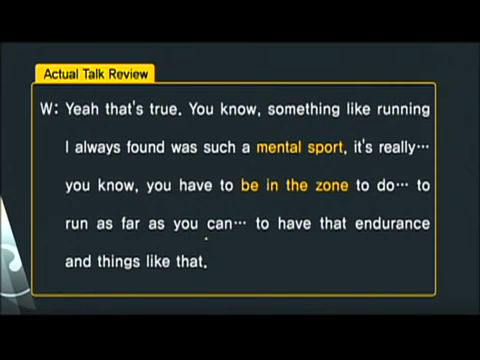 Actual Talk Review
W: Yeah that's true. You know, something like running
I always found was such a mental sport, it's really…
you know, you have to be in the zone to do… to
run as far as you can… to have that endurance
and things like that.